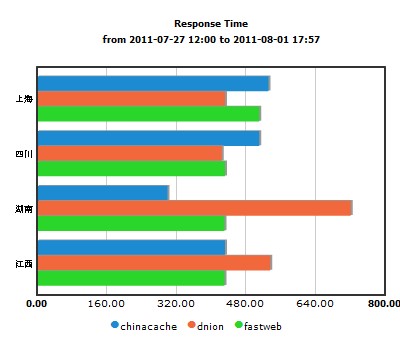 Response Time
from 2011-07-27 12:00 to 2011-08-01 17:57
上海
四川
湖南
江西
0.00 160.00 320.00 480.00 640.00 800.00
chinacache dnion fastweb